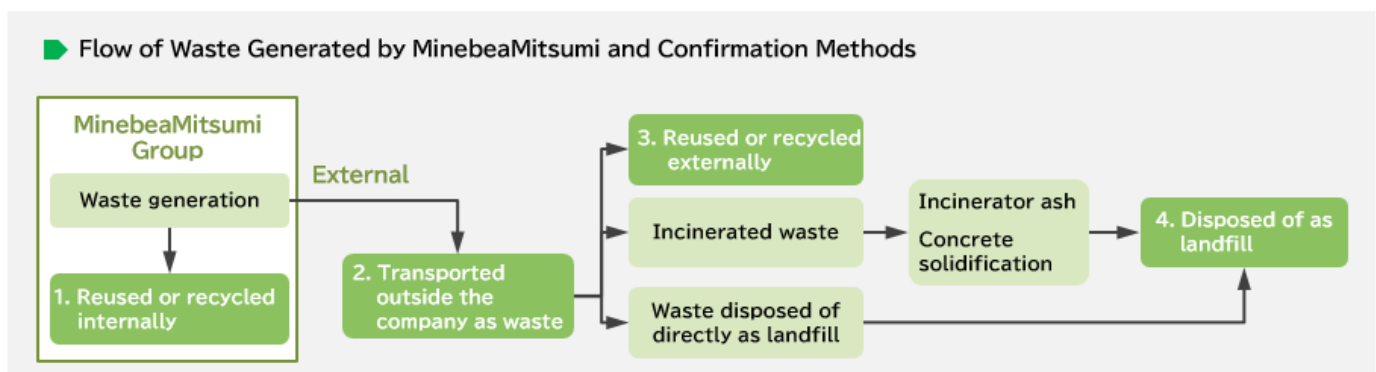 Flow of Waste Generated by MinebeaMitsumi and Confirmation Methods
MinebeaMitsumi
Group
Waste generation
1. Reused or recycled
internally
External
2. Transported
outside the
company as waste
3. Reused or recycled
externally
Incinerated waste
Waste disposed of
directly as landfill
Incinerator ash
Concrete
solidification
4. Disposed of as
landfill